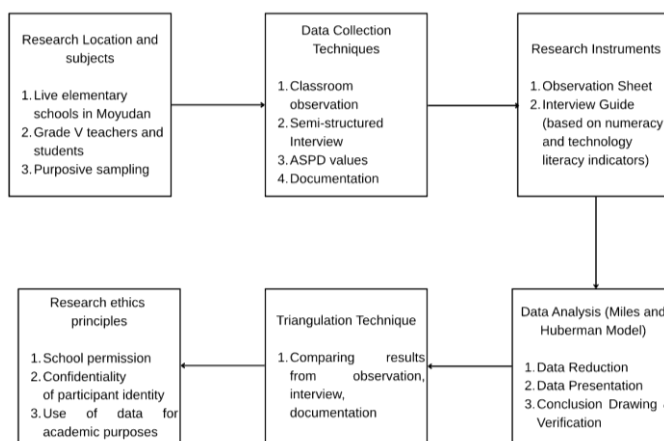 Research Location and
subjects
1. Live elementary
schools in Moyudan
2. Grade V teachers and
students
3. Purposive sampling
Data Collection
Techniques
1. Classroom
observation
2. Semi-structured
Interview
3. ASPD values
4. Documentation
Research Instruments
1. Observation Sheet
2. Interview Guide
(based on numeracy
and technology
literacy indicators)
Data Analysis (Miles and
Huberman Model)
1. Data Reduction
2. Data Presentation
3. Conclusion Drawing
Verification
Triangulation Technique
1. Comparing results
from observation,
interview,
documentation
Research ethics
principles
1. School permission
2. Confidentiality
of participant identity
3. Use of data for
academic purposes